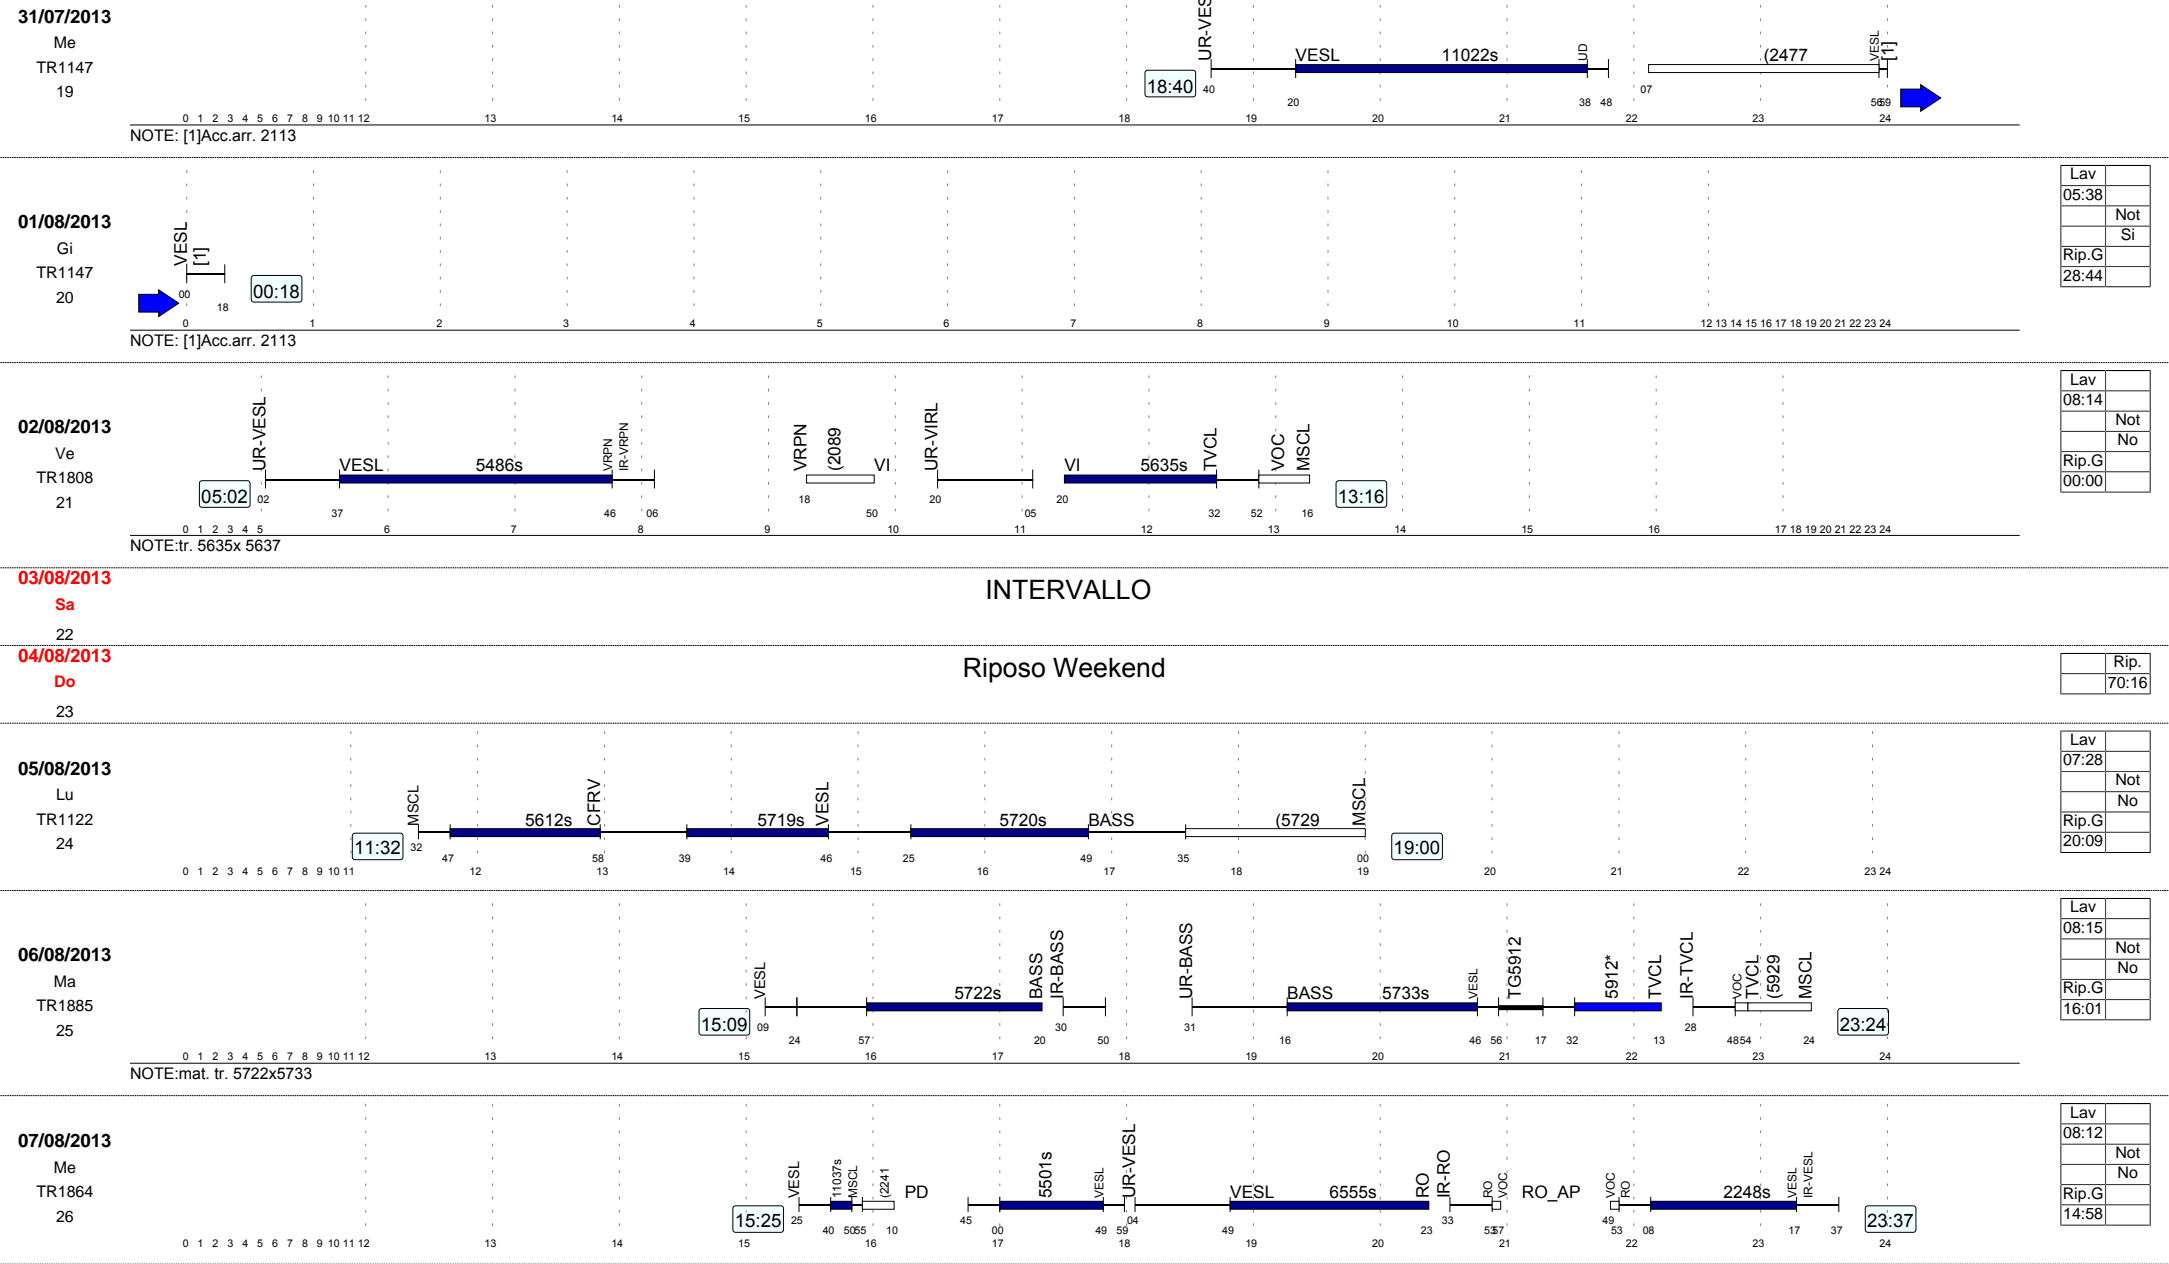 31/07/2013
Me
TR1147
19
UR-VES
VESL 11022s UD (2477 VESL [1]
18:40
40 20 38 48 07 56 59
0 1 2 3 4 5 6 7 8 9 10 11 12 13 14 15 16 17 18 19 20 21 22 23 24
NOTE: [1]Acc.arr. 2113
01/08/2013
Gi
TR1147
20
VESL [1]
00 18
00:18
0 1 2 3 4 5 6 7 8 9 10 11 12 13 14 15 16 17 18 19 20 21 22 23 24
NOTE: [1]Acc.arr. 2113
Lav
05:38
Not
Si
Rip.G
28:44
02/08/2013
Ve
TR1808
21
05:02
UR-VESL VESL 5486s VRPN IR-VRPN VRPN (2089 VI UR-VIRL VI 5635s TVCL VOC MSCL
02 37 46 06 18 50 20 05 20 32 52 16
13:16
0 1 2 3 4 5 6 7 8 9 10 11 12 13 14 15 16 17 18 19 20 21 22 23 24
NOTE:tr. 5635x 5637
Lav
08:14
Not
No
Rip.G
00:00
03/08/2013
Sa
22
INTERVALLO
04/08/2013
Do
23
Riposo Weekend
Rip.
70:16
05/08/2013
Lu
TR1122
24
11:32
MSCL 5612s CFRV 5719s VESL 5720s BASS (5729 MSCL
32 47 58 39 46 25 49 35 00
19:00
0 1 2 3 4 5 6 7 8 9 10 11 12 13 14 15 16 17 18 19 20 21 22 23 24
Lav
07:28
Not
No
Rip.G
20:09
06/08/2013
Ma
TR1885
25
15:09
VESL 5722s BASS IR-BASS UR-BASS BASS 5733s VESL TG5912 5912* TVCL IR-TVCL VOC TVCL (5929 MSCL
09 24 57 20 30 50 31 16 46 56 17 32 13 28 48 54 24
23:24
0 1 2 3 4 5 6 7 8 9 10 11 12 13 14 15 16 17 18 19 20 21 22 23 24
NOTE:mat. tr. 5722x5733
Lav
08:15
Not
No
Rip.G
16:01
07/08/2013
Me
TR1864
26
15:25
VESL 11037s MSCL (2241 PD 5501s VESL UR-VESL VESL 6555s RO IR-RO RO VOC RO_AP VOC RO 2248s VESL IR-VESL
25 40 50 55 10 45 00 49 59 04 49 23 33 53 57 49 53 08 17 37
23:37
0 1 2 3 4 5 6 7 8 9 10 11 12 13 14 15 16 17 18 19 20 21 22 23 24
Lav
08:12
Not
No
Rip.G
14:58